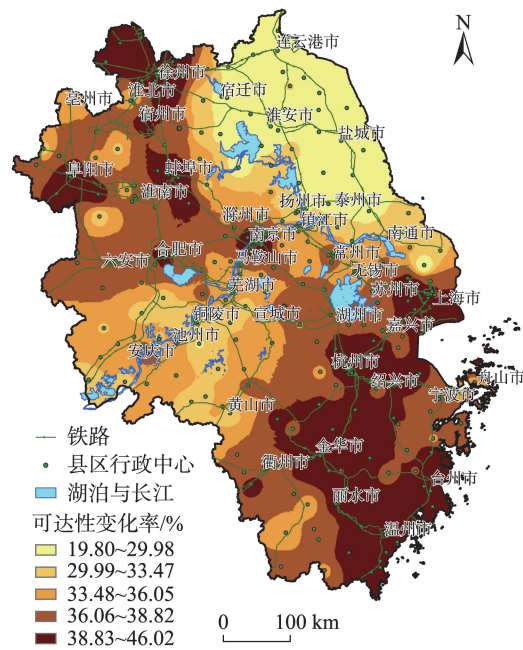 N
连云港市
徐州市
宿迁市
淮北市
亳州市
宿州市
淮安市
盐城市
阜阳市
蚌埠市
淮南市
扬州市
泰州市
滁州市
镇江市
南京市
南通市
合肥市
马鞍山市
常州市
六安市
无锡市
芜湖市
苏州市
上海市
铜陵市
宣城市
湖州市
池州市
嘉兴市
安庆市
杭州市
绍兴市
舟山市
宁波市
黄山市
金华市
衢州市
台州市
丽水市
温州市
铁路
县区行政中心
湖泊与长江
可达性变化率/%
19.80~29.98
29.99~33.47
33.48~36.05
36.06~38.82
38.83~46.02
0 100 km